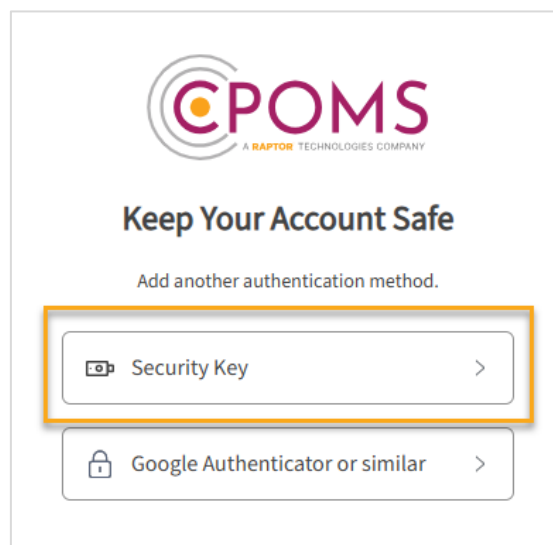 CPOMS
A RAPTOR TECHNOLOGIES COMPANY
Keep Your Account Safe
Add another authentication method.
Security Key
Google Authenticator or similar